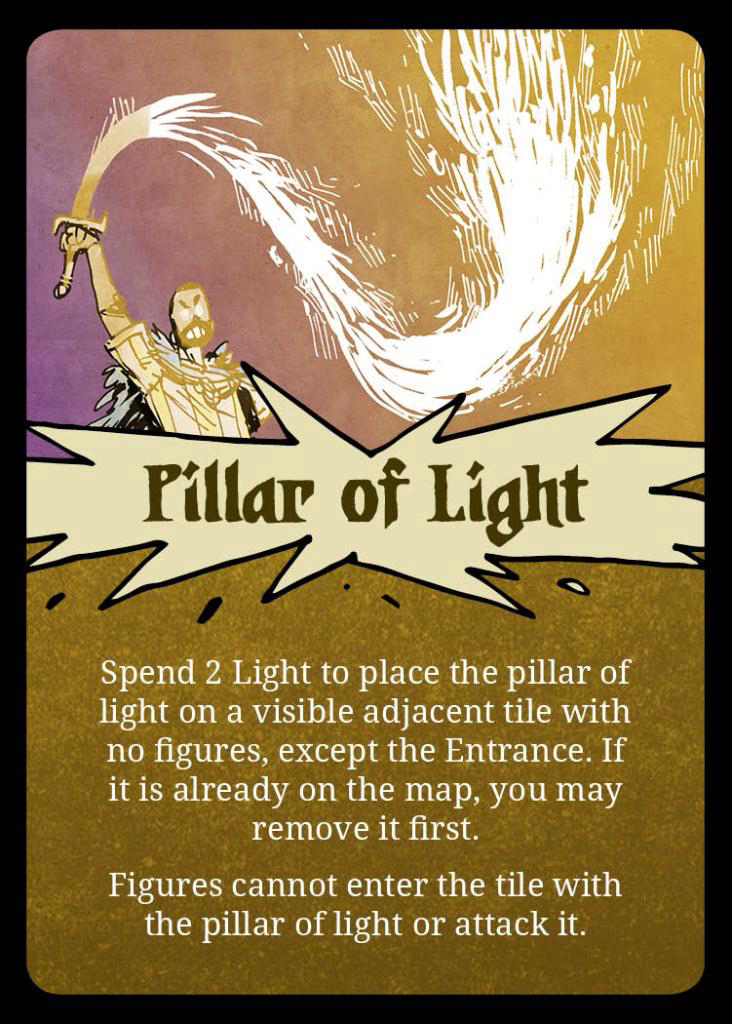 Pillar of Light
Spend 2 Light to place the pillar of
light on a visible adjacent tile with
no figures, except the Entrance. If
it is already on the map, you may
remove it first.
Figures cannot enter the tile with
the pillar of light or attack it.